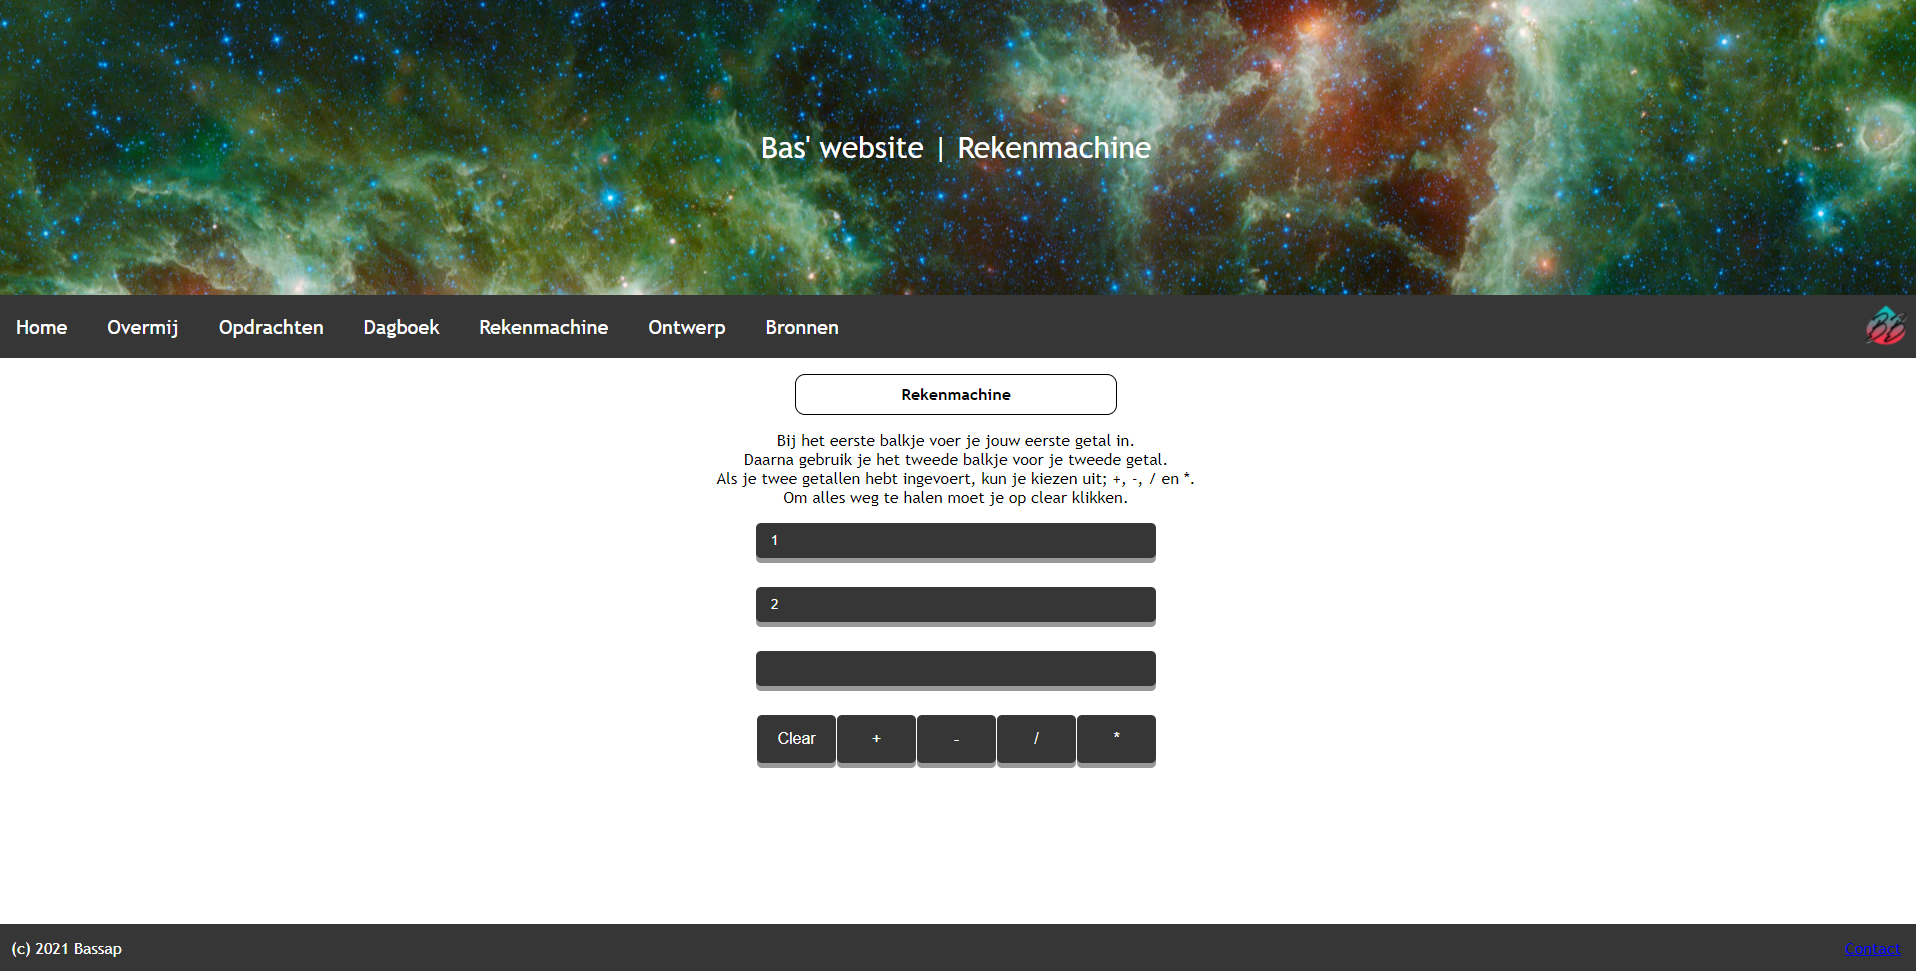 Bas' website | Rekenmachine
Home Overmij Opdrachten Dagboek Rekenmachine Ontwerp Bronnen
Rekenmachine
Bij het eerste balkje voer je jouw eerste getal in.
Daarna gebruik je het tweede balkje voor je tweede getal.
Als je twee getallen hebt ingevoert, kun je kiezen uit; +, -, / en *.
Om alles weg te halen moet je op clear klikken.
1
2
Clear + - / *
(c) 2021 Bassap Contact